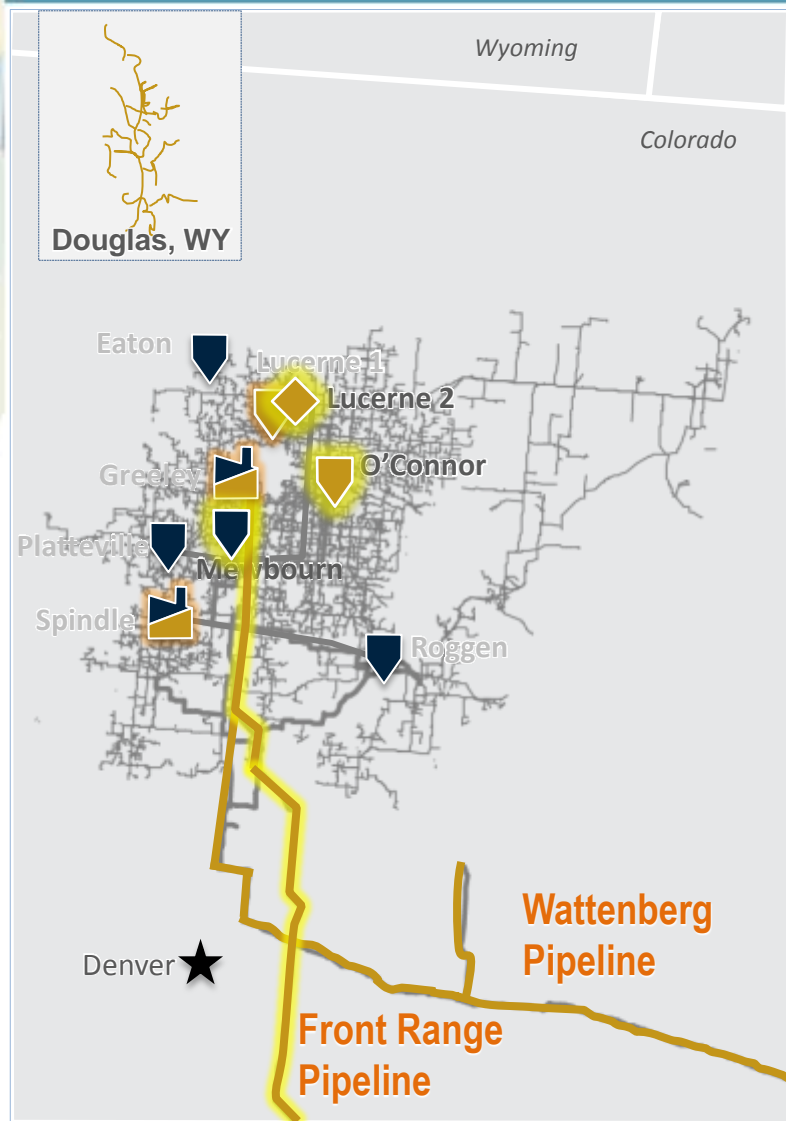 Wyoming
Colorado
Douglas, WY
Eaton
Lucerne 1
Lucerne 2
O'Connor
Greeley
Platteville
Mewbourn
Spindle
Roggen
Wattenberg
Pipeline
Denver
Front Range
Pipeline